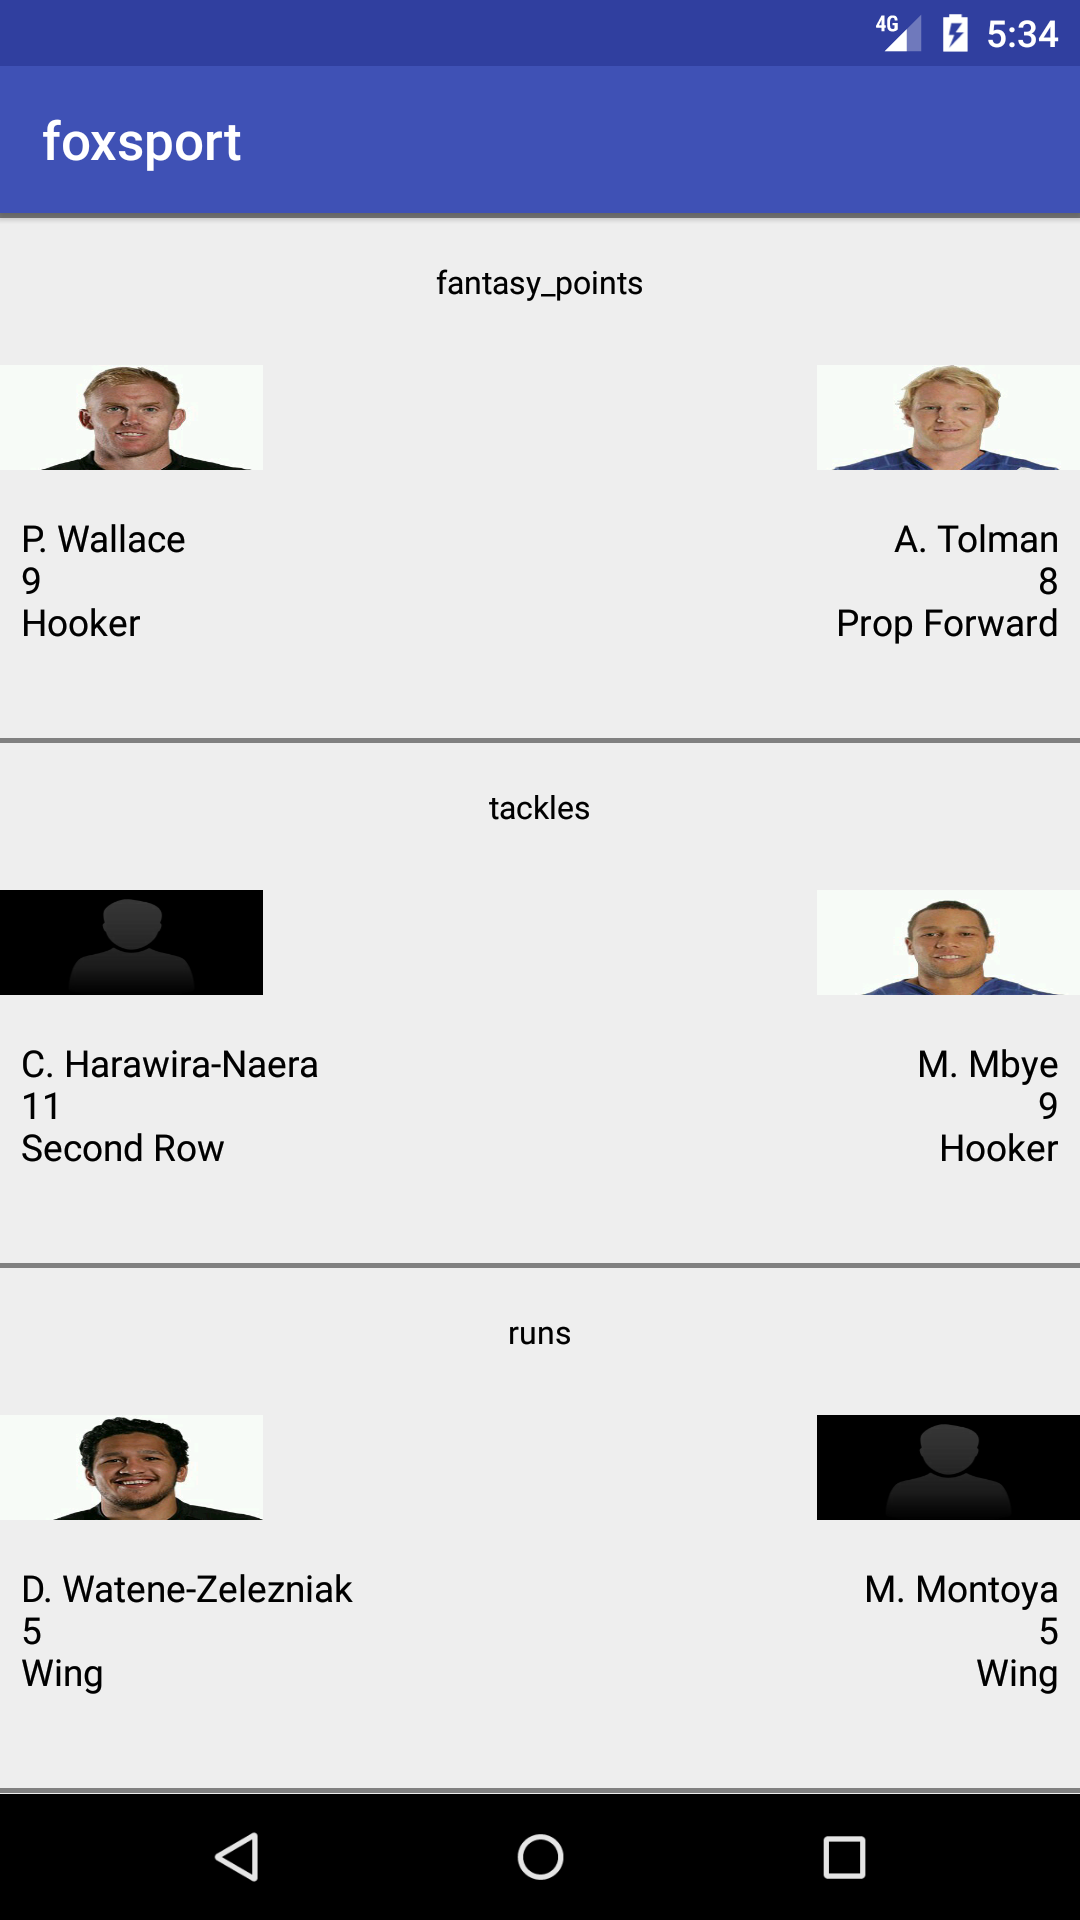 4G 5:34
foxsport
fantasy_points
P. Wallace
9
Hooker
A. Tolman
8
Prop Forward
tackles
C. Harawira-Naera
11
Second Row
M. Mbye
9
Hooker
runs
D. Watene-Zelezniak
5
Wing
M. Montoya
5
Wing